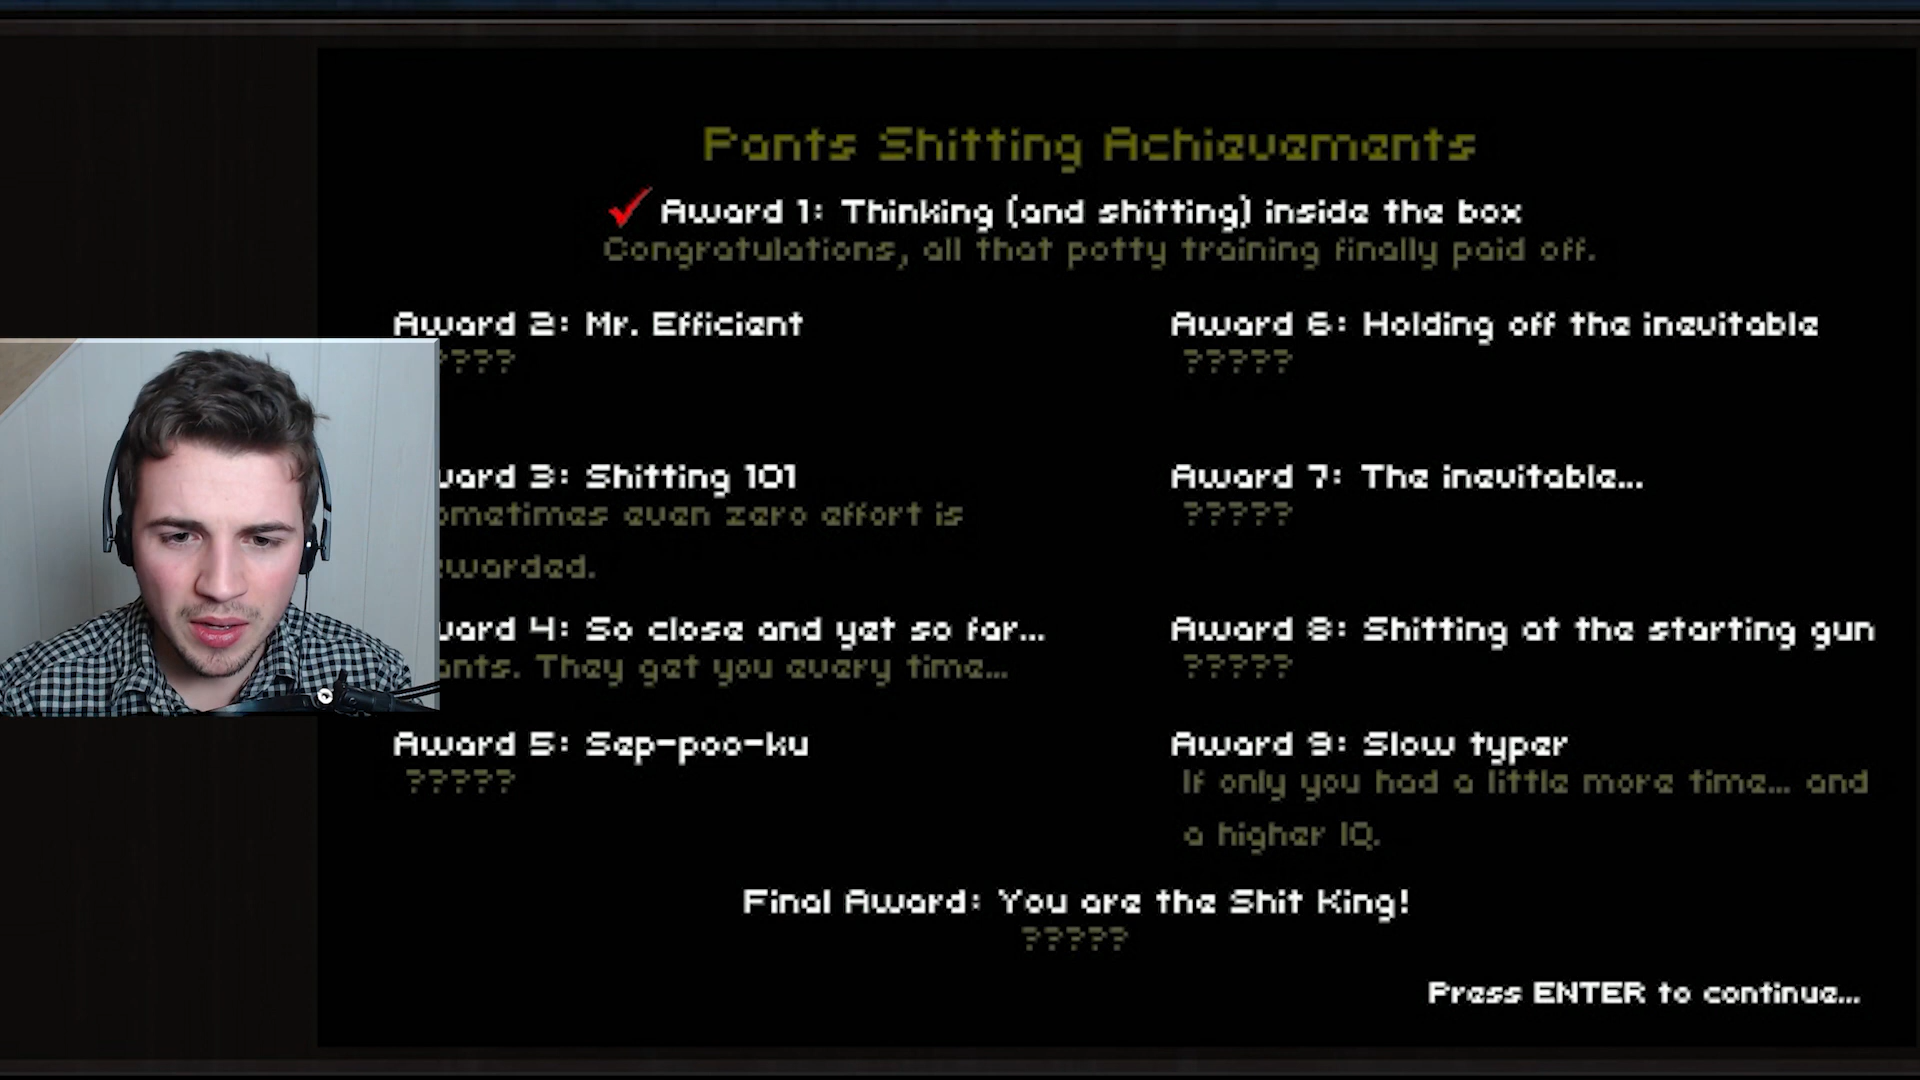 Pants Shitting Achievements
Award 1: Thinking (and shitting) inside the box
Congratulations, all that potty training finally paid off.
Award 2: Mr. Efficient
????
Award 3: Shitting 101
ometimes even zero effort is
ewarded.
Award 4: So close and yet so far...
ants. They get you every time...
Award 5: Sep-poo-ku
?????
Award 6: Holding off the inevitable
?????
Award 7: The inevitable...
?????
Award 8: Shitting at the starting gun
?????
Award 9: Slow typer
If only you had a little more time... and
a higher IQ.
Final Award: You are the Shit King!
?????
Press ENTER to continue...